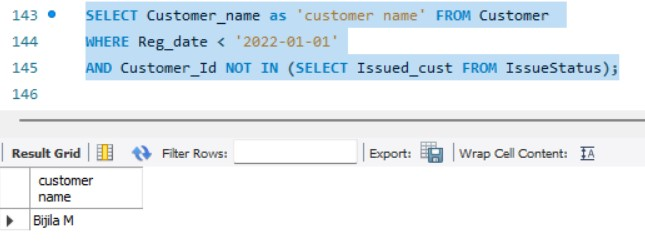 143 SELECT Customer_name as 'customer name' FROM Customer
144 WHERE Reg_date < '2022-01-01'
145 AND Customer_Id NOT IN (SELECT Issued_cust FROM IssueStatus);
146
Result Grid Filter Rows: Export: Wrap Cell Content:
customer
name
Bijila M